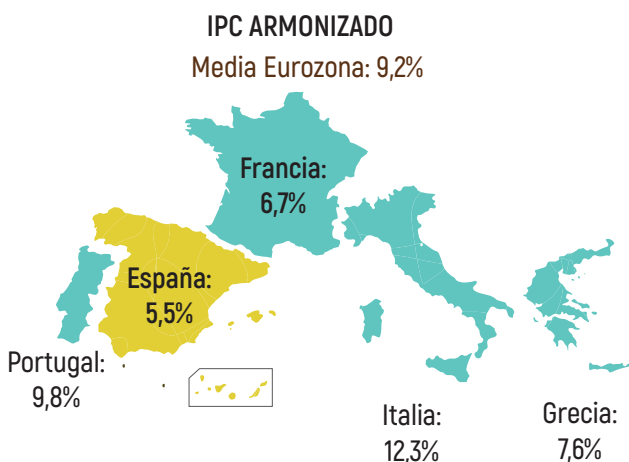 IPC ARMONIZADO
Media Eurozona: 9,2%
Francia:
6,7%
España:
5,5%
Portugal:
9,8%
Italia:
12,3%
Grecia:
7,6%